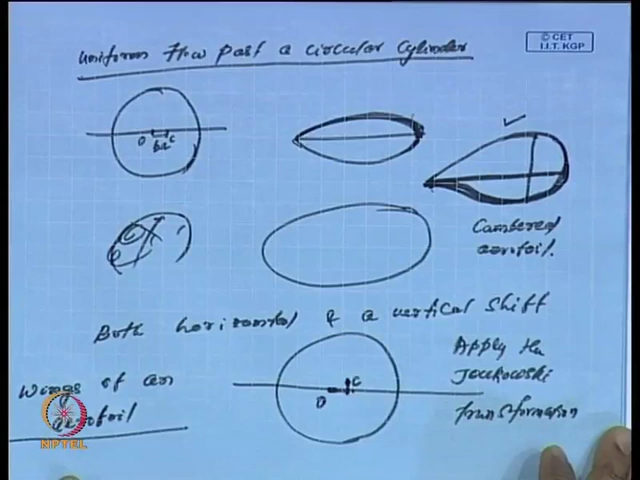 Uniform Flow past a circular cylinder
© CET
I.I.T. KGP
O
C
Cambered
aerofoil.
Both horizontal & a vertical shift
Apply the
Joukowski
transformation
O
C
Wings of an
aerofoil
NPTEL